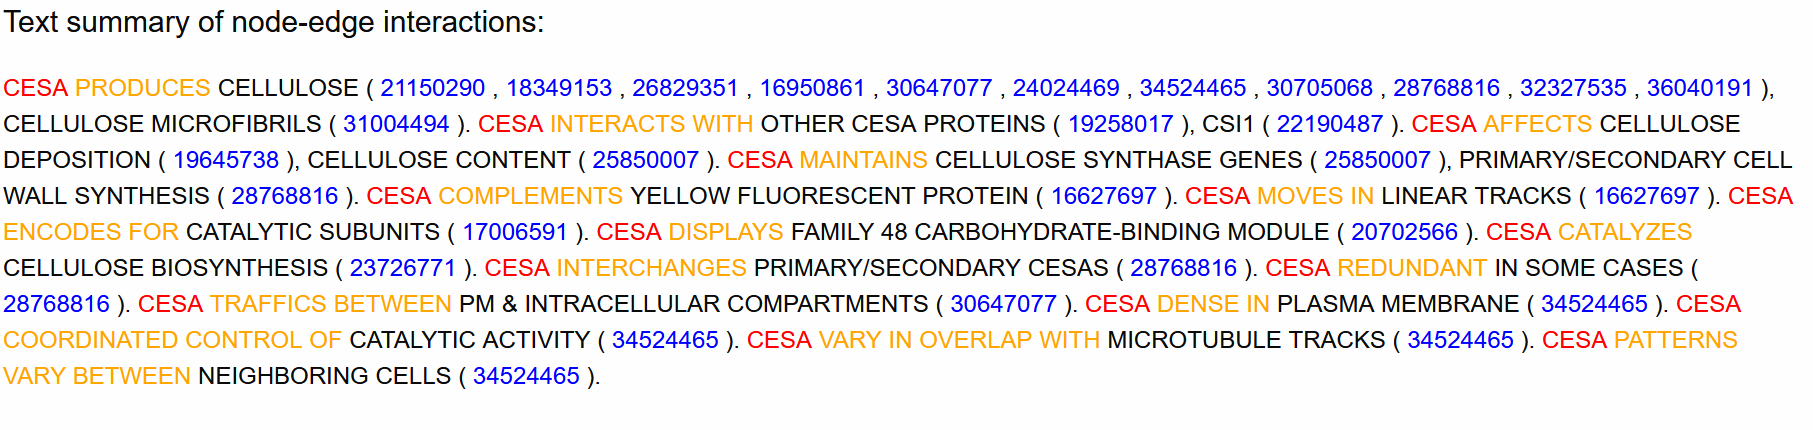 Text summary of node-edge interactions:
CESA PRODUCES CELLULOSE ( 21150290 , 18349153 , 26829351 , 16950861 , 30647077 , 24024469 , 34524465 , 30705068 , 28768816 , 32327535 , 36040191 ),
CELLULOSE MICROFIBRILS ( 31004494 ). CESA INTERACTS WITH OTHER CESA PROTEINS ( 19258017 ), CSI1 ( 22190487 ). CESA AFFECTS CELLULOSE
DEPOSITION ( 19645738 ), CELLULOSE CONTENT ( 25850007 ). CESA MAINTAINS CELLULOSE SYNTHASE GENES ( 25850007 ), PRIMARY/SECONDARY CELL
WALL SYNTHESIS ( 28768816 ). CESA COMPLEMENTS YELLOW FLUORESCENT PROTEIN ( 16627697 ). CESA MOVES IN LINEAR TRACKS ( 16627697 ). CESA
ENCODES FOR CATALYTIC SUBUNITS ( 17006591 ). CESA DISPLAYS FAMILY 48 CARBOHYDRATE-BINDING MODULE ( 20702566 ). CESA CATALYZES
CELLULOSE BIOSYNTHESIS ( 23726771 ). CESA INTERCHANGES PRIMARY/SECONDARY CESAS ( 28768816 ). CESA REDUNDANT IN SOME CASES (
28768816 ). CESA TRAFFICS BETWEEN PM & INTRACELLULAR COMPARTMENTS ( 30647077 ). CESA DENSE IN PLASMA MEMBRANE ( 34524465 ). CESA
COORDINATED CONTROL OF CATALYTIC ACTIVITY ( 34524465 ). CESA VARY IN OVERLAP WITH MICROTUBULE TRACKS ( 34524465 ). CESA PATTERNS
VARY BETWEEN NEIGHBORING CELLS ( 34524465 ).